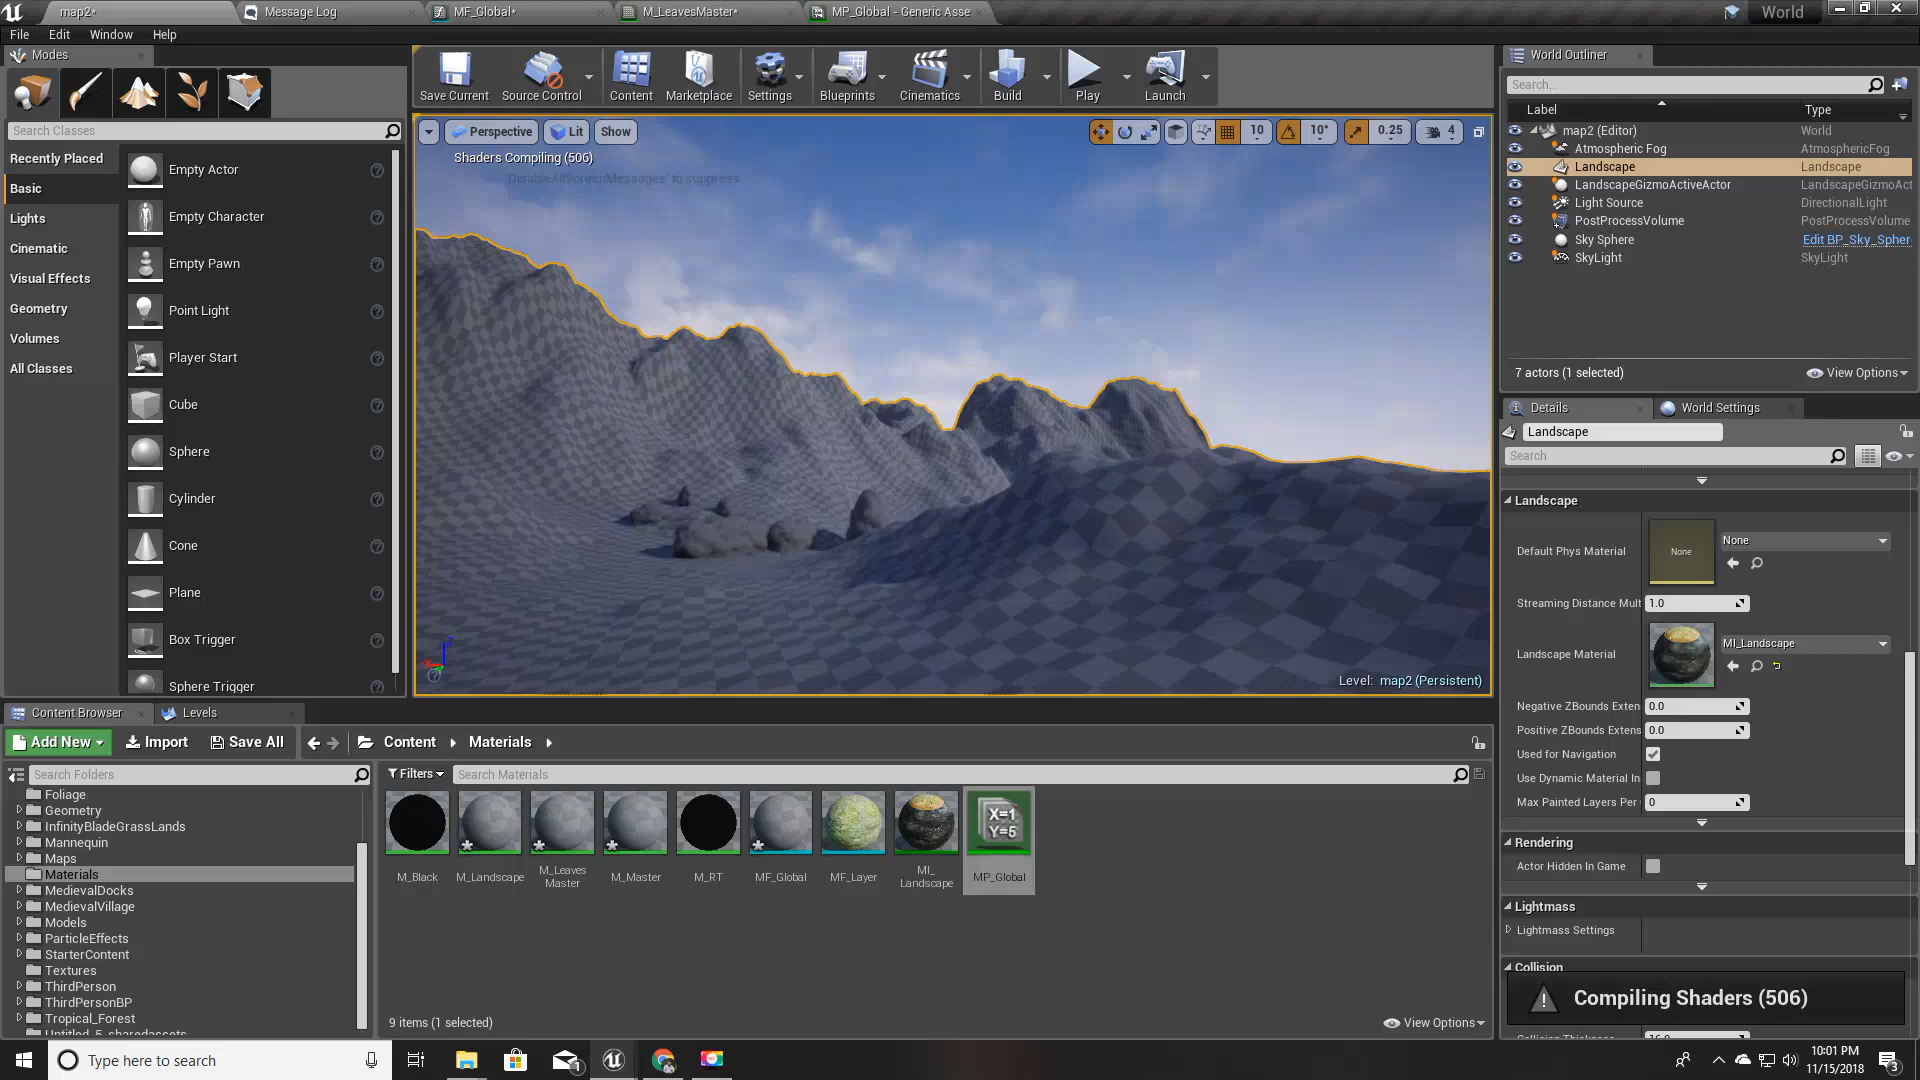 map2*
Message Log
MF_Global*
M_LeavesMaster*
MP_Global - Generic Asse
World
File Edit Window Help
Modes
Search Classes
Recently Placed
Basic
Lights
Cinematic
Visual Effects
Geometry
Volumes
All Classes
Empty Actor
Empty Character
Empty Pawn
Point Light
Player Start
Cube
Sphere
Cylinder
Cone
Plane
Box Trigger
Sphere Trigger
Save Current
Source Control
Content
Marketplace
Settings
Blueprints
Cinematics
Build
Play
Launch
Perspective
Lit
Show
10
10°
0.25
4
Shaders Compiling (506)
'DisableAllScreenMessages' to suppress
Level: map2 (Persistent)
World Outliner
Search...
Label Type
map2 (Editor) World
Atmospheric Fog AtmosphericFog
Landscape Landscape
LandscapeGizmoActiveActor LandscapeGizmoAct
Light Source DirectionalLight
PostProcessVolume PostProcessVolume
Sky Sphere Edit BP_Sky_Spher
SkyLight SkyLight
7 actors (1 selected)
View Options
Details
World Settings
Landscape
Search
Landscape
Default Phys Material None None
Streaming Distance Mult 1.0
Landscape Material MI_Landscape
Negative ZBounds Exten 0.0
Positive ZBounds Extens 0.0
Used for Navigation
Use Dynamic Material In
Max Painted Layers Per 0
Rendering
Actor Hidden In Game
Lightmass
Lightmass Settings
Collision
Compiling Shaders (506)
Content Browser
Levels
Add New
Import
Save All
Content
Materials
Search Folders
Foliage
Geometry
InfinityBladeGrassLands
Mannequin
Maps
Materials
MedievalDocks
MedievalVillage
Models
ParticleEffects
StarterContent
Textures
ThirdPerson
ThirdPersonBP
Tropical_Forest
Untitled_5_sharedassets
Filters
Search Materials
X=1
Y=5
M_Black
M_Landscape
M_Leaves
Master
M_Master
M_RT
MF_Global
MF_Layer
MI_
Landscape
MP_Global
9 items (1 selected)
View Options
Type here to search
1
10:01 PM
11/15/2018
3